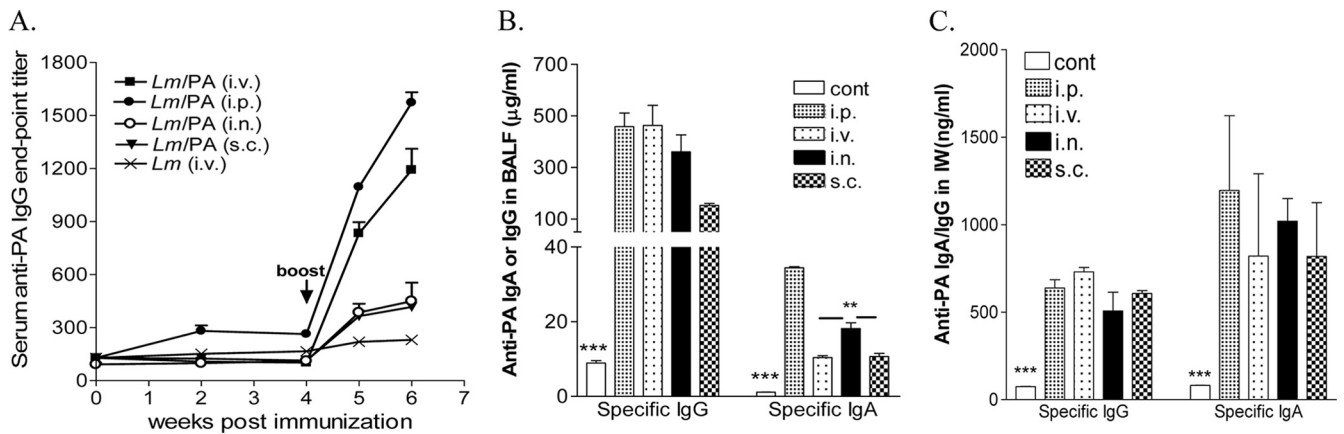 A.
Serum anti-PA IgG end-point titer
1800
1500
1200
900
600
300
0
Lm/PA (i.v.)
Lm/PA (i.p.)
Lm/PA (i.n.)
Lm/PA (s.c.)
Lm (i.v.)
boost
0 1 2 3 4 5 6 7
weeks post immunization
B.
Anti-PA IgA or IgG in BALF (µg/ml)
700
500
300
100
40
20
0
cont
i.p.
i.v.
i.n.
s.c.
***
***
**
Specific IgG Specific IgA
C.
Anti-PA IgA/IgG in IW(ng/ml)
2000
1500
1000
500
0
cont
i.p.
i.v.
i.n.
s.c.
***
***
Specific IgG Specific IgA